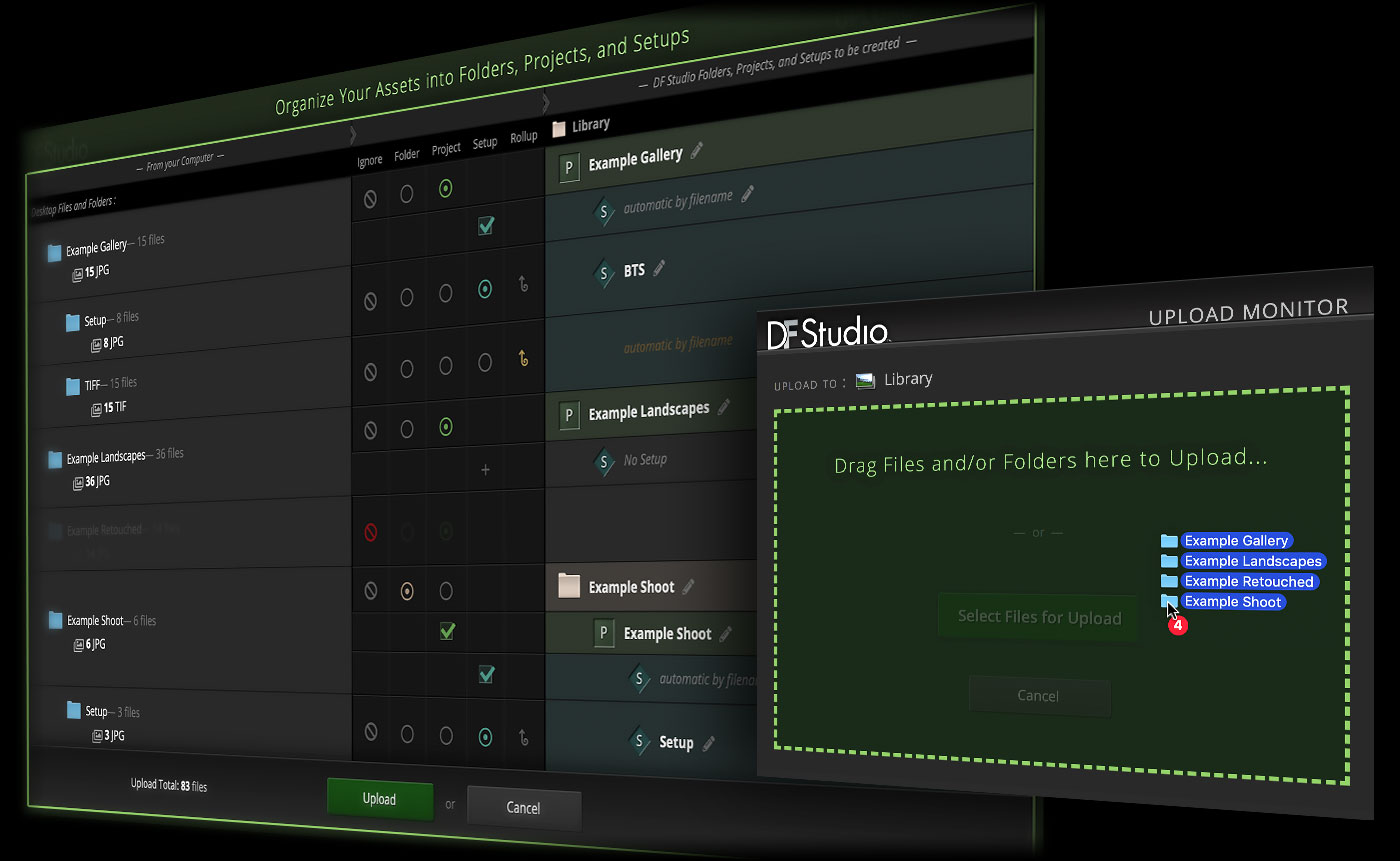 Organize Your Assets into Folders, Projects, and Setups
— From your Computer —
— DF Studio Folders, Projects, and Setups to be created —
Desktop Files and Folders :
Ignore Folder Project Setup Rollup
Library
Example Gallery— 15 files
15 JPG
Setup— 8 files
8 JPG
TIFF— 15 files
15 TIF
Example Landscapes— 36 files
36 JPG
Example Retouched
Example Shoot— 6 files
6 JPG
Setup— 3 files
3 JPG
P Example Gallery
S automatic by filename
S BTS
automatic by filename
P Example Landscapes
S No Setup
Example Shoot
P Example Shoot
S automatic by filenam
S Setup
Upload Total: 83 files
Upload
or
Cancel
DF Studio
UPLOAD MONITOR
UPLOAD TO : Library
Drag Files and/or Folders here to Upload...
— or —
Select Files for Upload
Cancel
Example Gallery
Example Landscapes
Example Retouched
Example Shoot
4